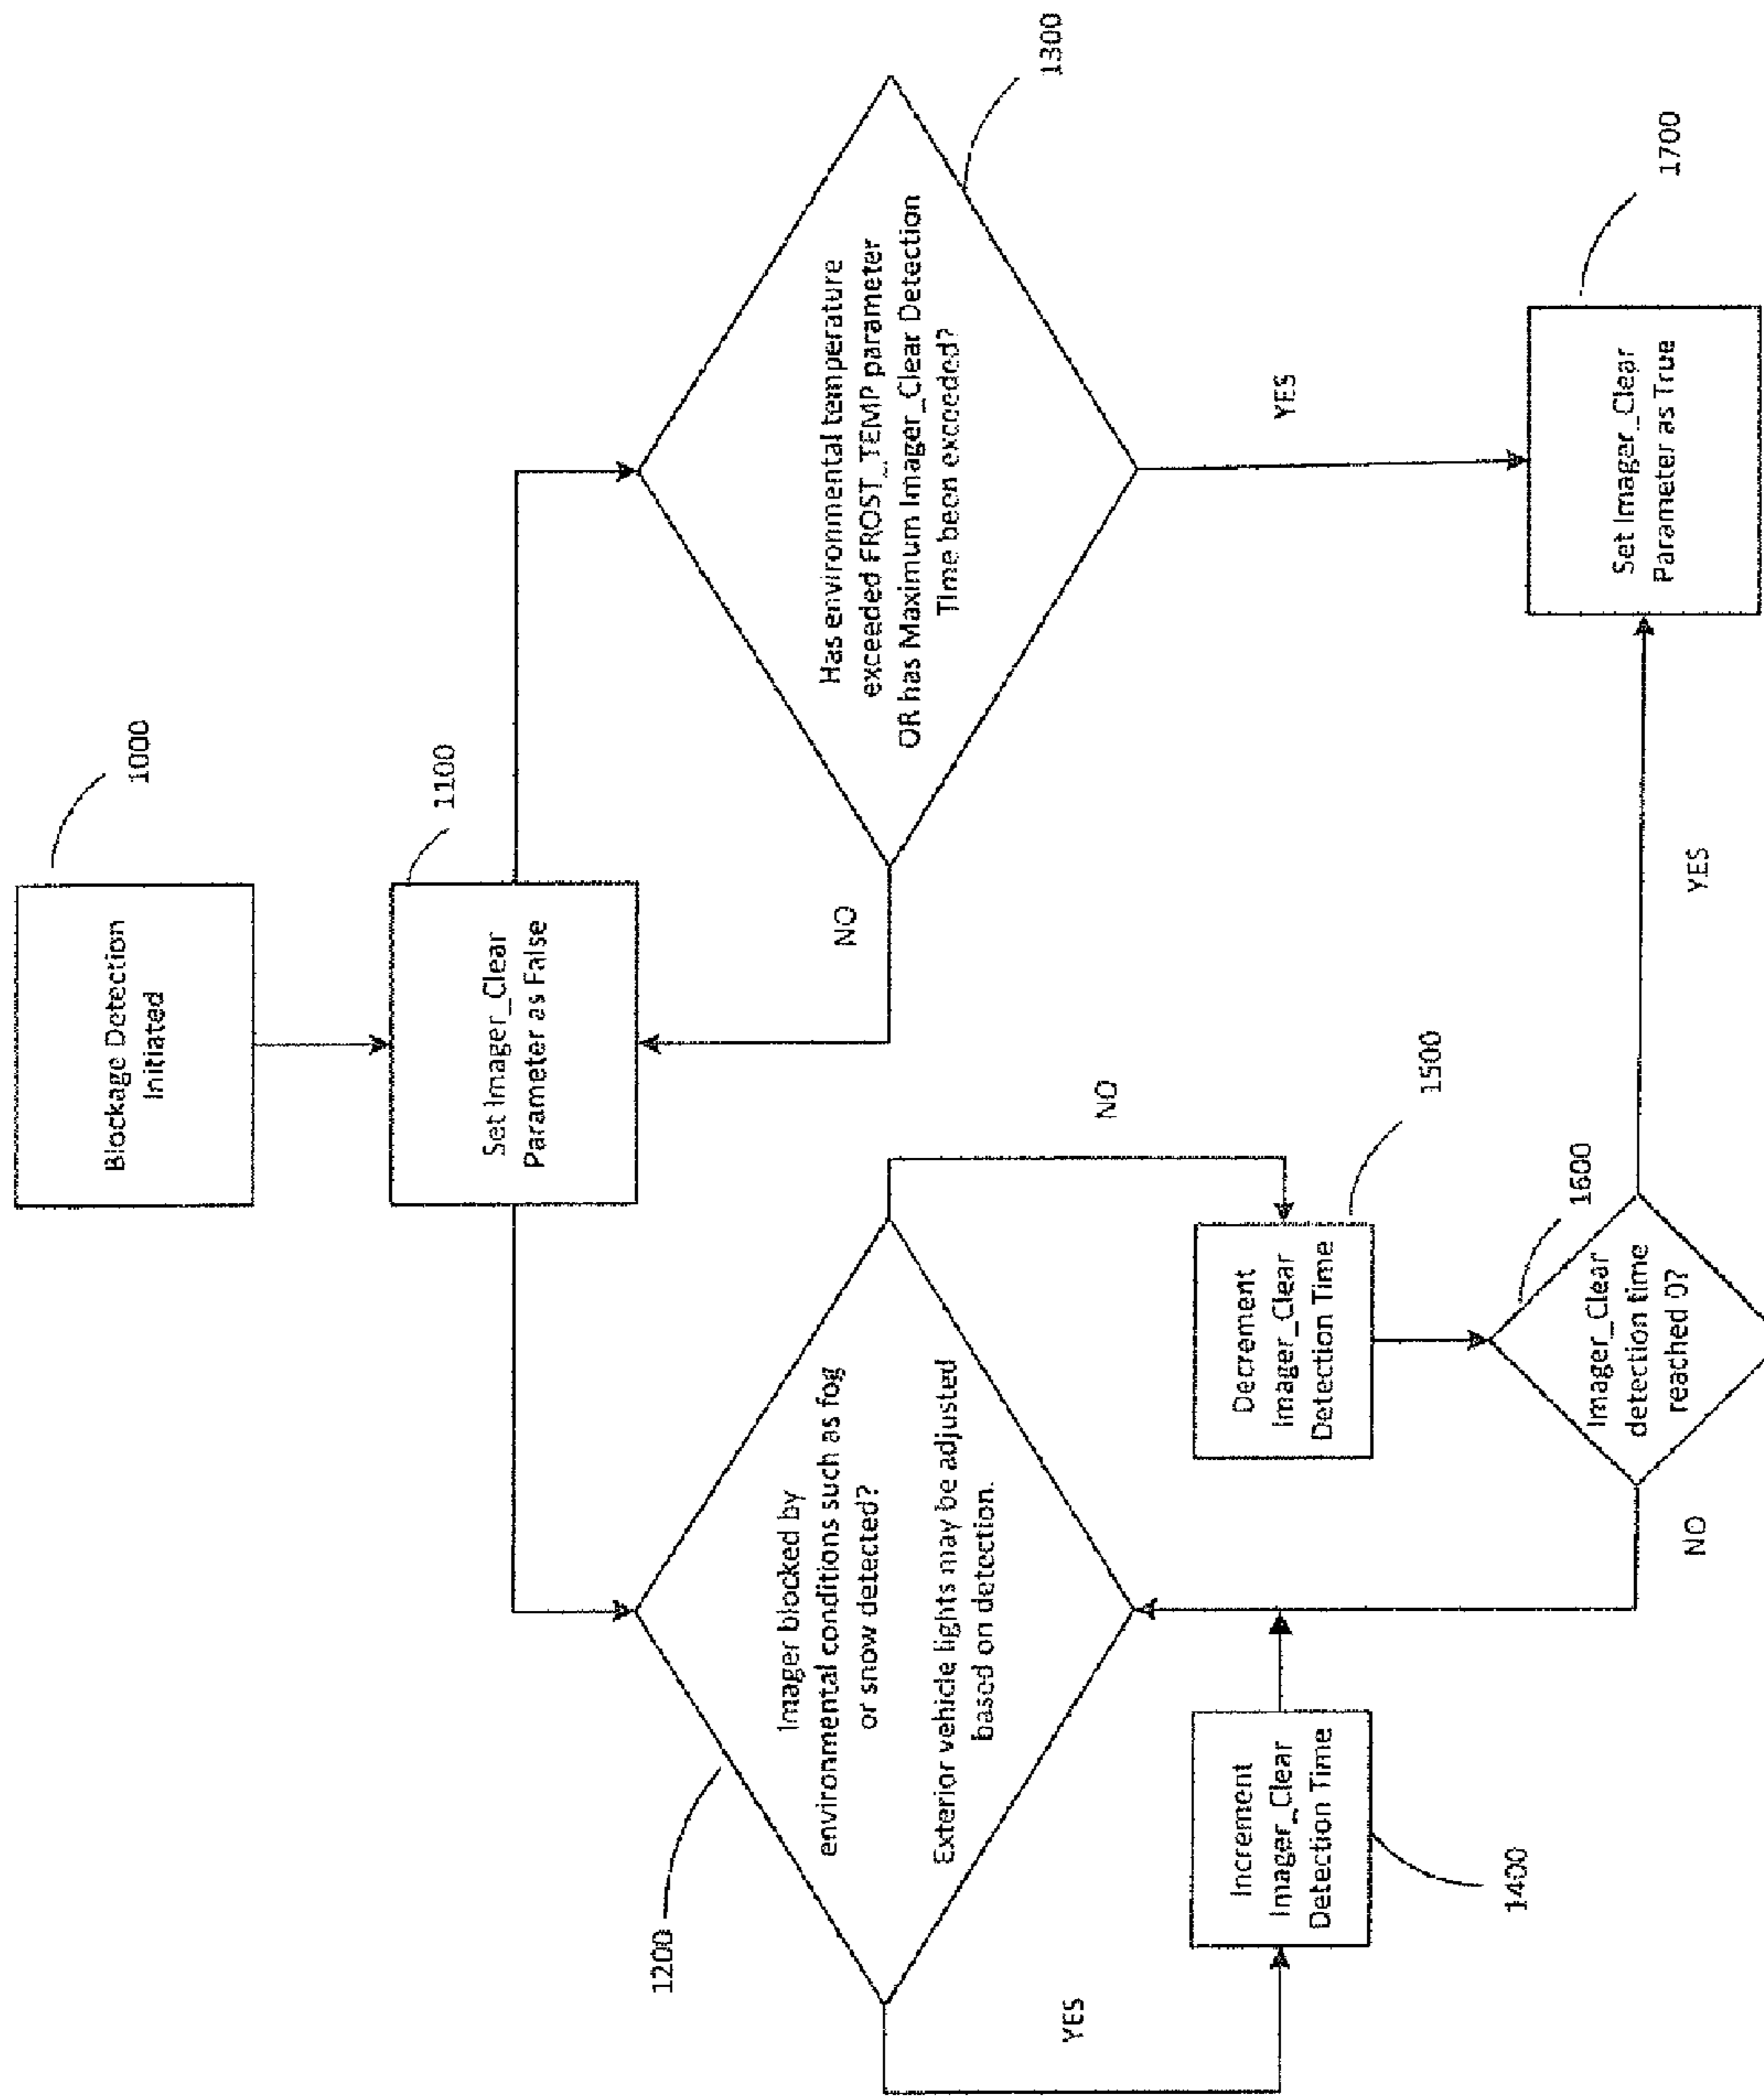 Blockage Detection
Initiated
1000
Set Imager_Clear
Parameter as False
1100
Imager blocked by
environmental conditions such as fog
or snow detected?
Exterior vehicle lights may be adjusted
based on detection.
1200
Has environmental temperature
exceeded FROST_TEMP parameter
OR has Maximum Imager_Clear Detection
Time been exceeded?
1300
NO
YES
NO
YES
Increment
Imager_Clear
Detection Time
1400
Decrement
Imager_Clear
Detection Time
1500
Imager_Clear
detection time
reached 0?
1600
NO
YES
Set Imager_Clear
Parameter as True
1700